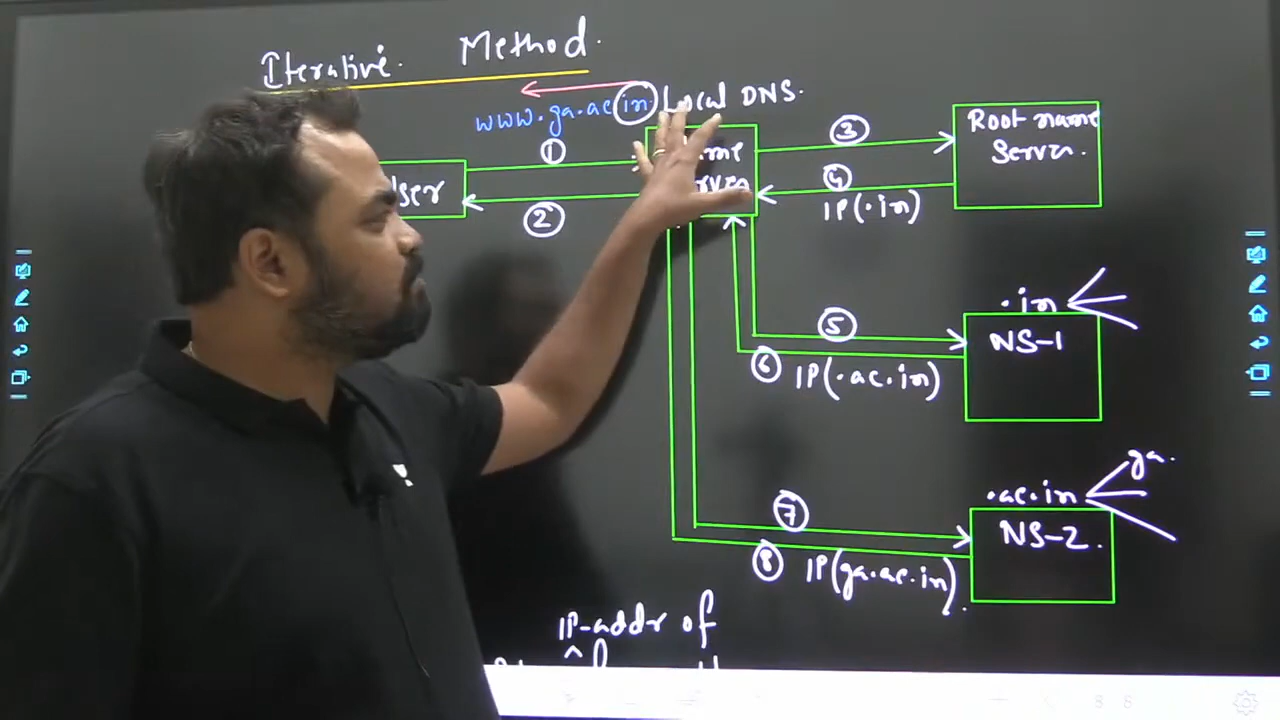 Iterative Method.
www.ga.ac.in. Local DNS.
1
3
Root name
Server.
2
4
IP(.in)
.in
5
NS-1
6 IP(.ac.in)
ga.
.ac.in
7
NS-2.
8 IP(ga.ac.in).
IP-addr of